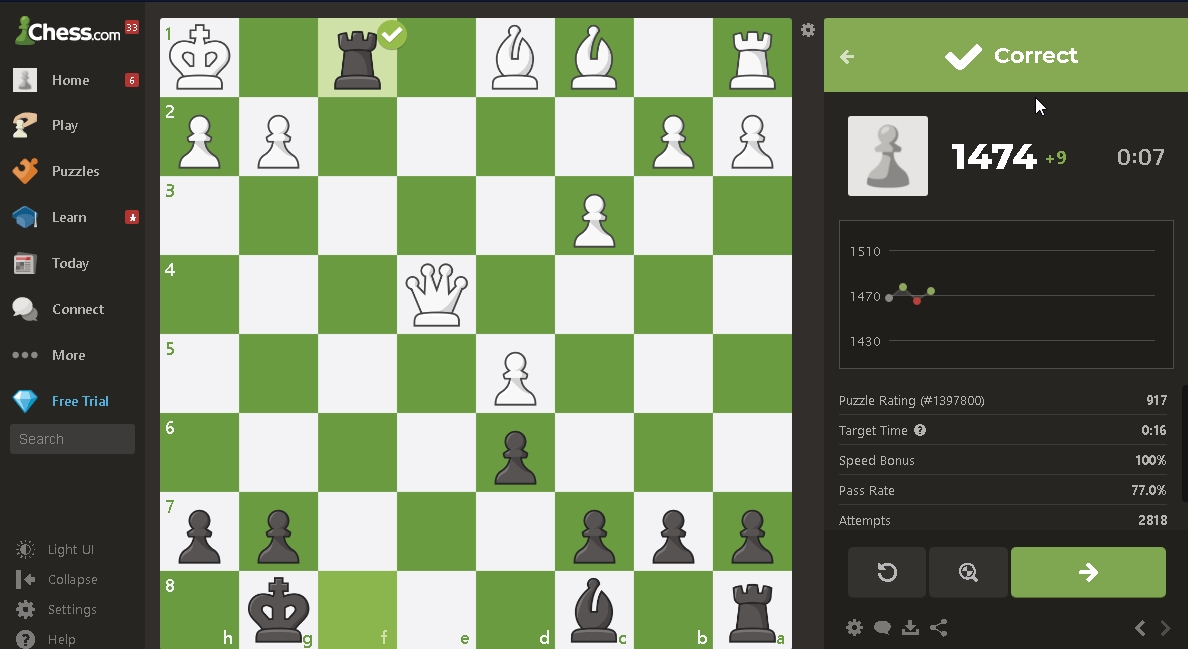 Chess.com 33
Home 6
Play
Puzzles
Learn
Today
Connect
More
Free Trial
Search
Light UI
Collapse
Settings
Help
1
2
3
4
5
6
7
8
h g f e d c b a
Correct
1474 +9 0:07
1510
1470
1430
Puzzle Rating (#1397800) 917
Target Time ? 0:16
Speed Bonus 100%
Pass Rate 77.0%
Attempts 2818